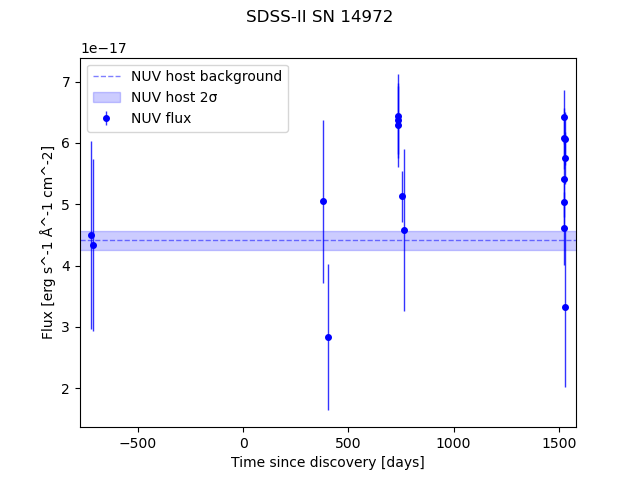 SDSS-II SN 14972
1e−17
NUV host background
NUV host 2σ
NUV flux
7
6
5
4
3
2
Flux [erg s^-1 Å^-1 cm^-2]
−500 0 500 1000 1500
Time since discovery [days]